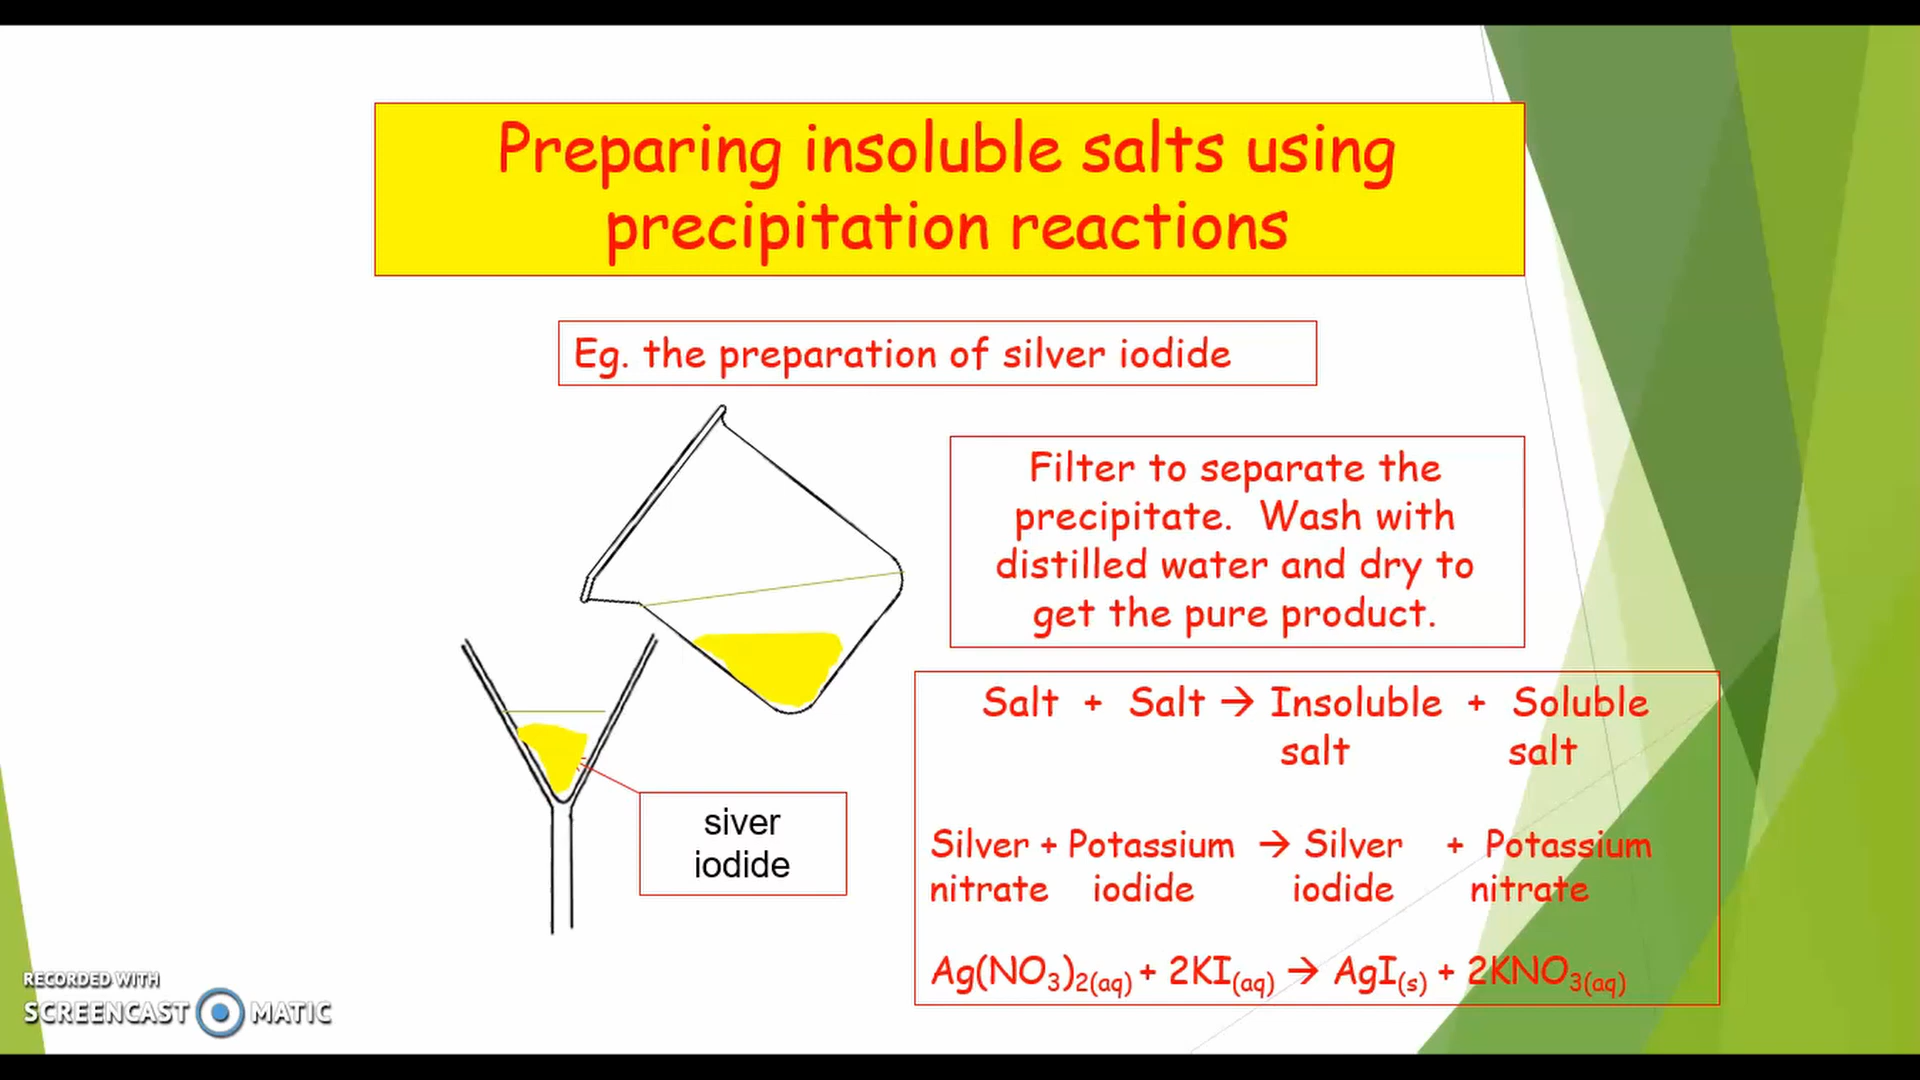 Preparing insoluble salts using
precipitation reactions
Eg. the preparation of silver iodide
Filter to separate the
precipitate. Wash with
distilled water and dry to
get the pure product.
Salt + Salt → Insoluble + Soluble
salt salt
siver
iodide
Silver + Potassium → Silver + Potassium
nitrate iodide iodide nitrate
Ag(NO₃)₂(aq) + 2KI(aq) → AgI(s) + 2KNO₃(aq)
RECORDED WITH
SCREENCAST MATIC